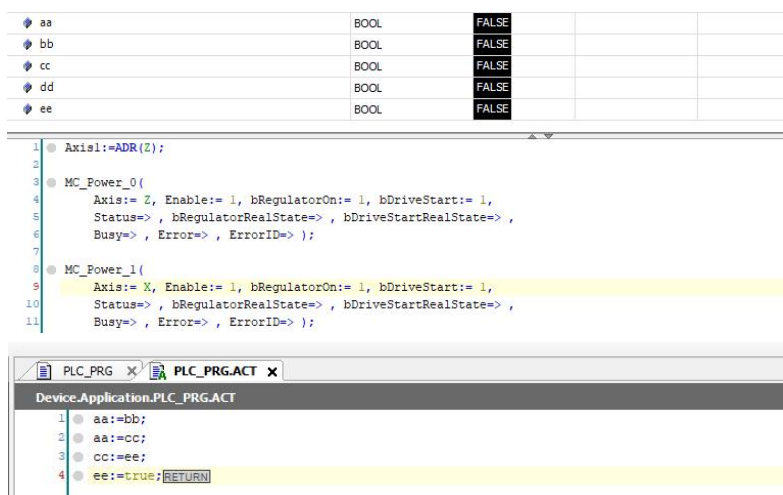 aa BOOL FALSE
bb BOOL FALSE
cc BOOL FALSE
dd BOOL FALSE
ee BOOL FALSE
1 Axis1:=ADR(Z);
2
3 MC_Power_0(
4 Axis:= Z, Enable:= 1, bRegulatorOn:= 1, bDriveStart:= 1,
5 Status=> , bRegulatorRealState=> , bDriveStartRealState=> ,
6 Busy=> , Error=> , ErrorID=> );
7
8 MC_Power_1(
9 Axis:= X, Enable:= 1, bRegulatorOn:= 1, bDriveStart:= 1,
10 Status=> , bRegulatorRealState=> , bDriveStartRealState=> ,
11 Busy=> , Error=> , ErrorID=> );
PLC_PRG PLC_PRG.ACT
Device.Application.PLC_PRG.ACT
1 aa:=bb;
2 aa:=cc;
3 cc:=ee;
4 ee:=true;RETURN